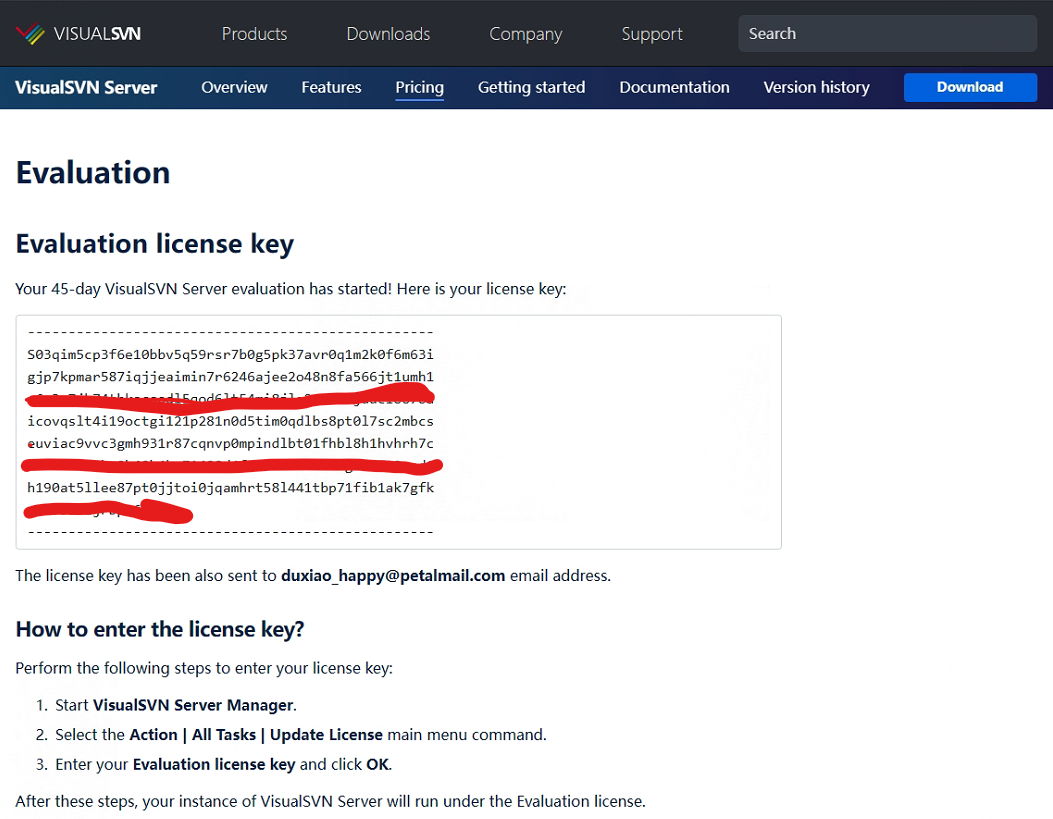 VISUALSVN
Products
Downloads
Company
Support
Search
VisualSVN Server
Overview
Features
Pricing
Getting started
Documentation
Version history
Download
Evaluation
Evaluation license key
Your 45-day VisualSVN Server evaluation has started! Here is your license key:
--------------------------------------------------
S03qim5cp3f6e10bbv5q59rsr7b0g5pk37avr0q1m2k0f6m63i
gjp7kpmar587iqjjeaimin7r6246ajee2o48n8fa566jt1umh1
icovqslt4i19octgi121p281n0d5tim0qdlbs8pt0l7sc2mbcs
euviac9vvc3gmh931r87cqnvp0mpindlbt01fhbl8h1hvhrh7c
h190at5llee87pt0jjtoi0jqamhrt58l441tbp71fib1ak7gfk
--------------------------------------------------
The license key has been also sent to duxiao_happy@petalmail.com email address.
How to enter the license key?
Perform the following steps to enter your license key:
1. Start VisualSVN Server Manager.
2. Select the Action | All Tasks | Update License main menu command.
3. Enter your Evaluation license key and click OK.
After these steps, your instance of VisualSVN Server will run under the Evaluation license.